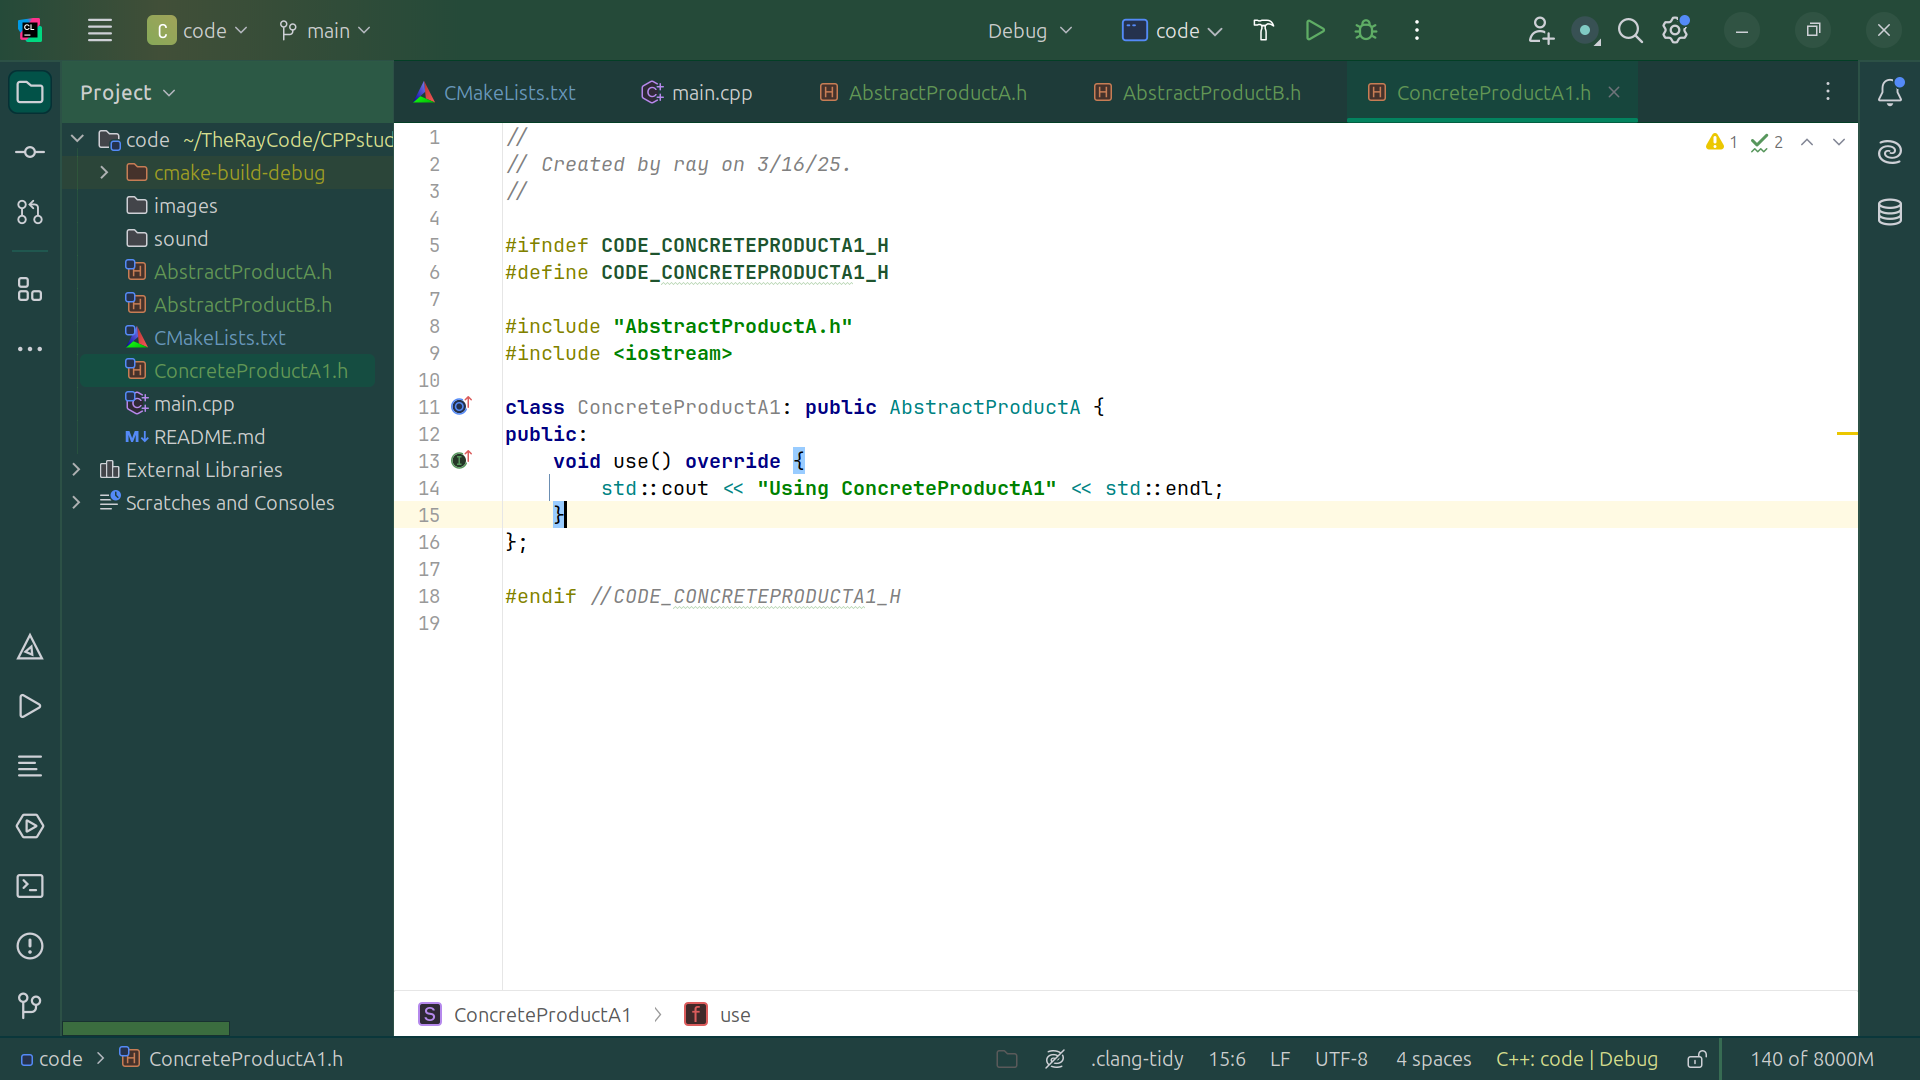 CL
C code main Debug code
Project
CMakeLists.txt main.cpp AbstractProductA.h AbstractProductB.h ConcreteProductA1.h
code ~/TheRayCode/CPPstud
cmake-build-debug
images
sound
AbstractProductA.h
AbstractProductB.h
CMakeLists.txt
ConcreteProductA1.h
main.cpp
M↓ README.md
External Libraries
Scratches and Consoles
1 2
1 //
2 // Created by ray on 3/16/25.
3 //
4
5 #ifndef CODE_CONCRETEPRODUCTA1_H
6 #define CODE_CONCRETEPRODUCTA1_H
7
8 #include "AbstractProductA.h"
9 #include <iostream>
10
11 class ConcreteProductA1: public AbstractProductA {
12 public:
13 void use() override {
14 std::cout << "Using ConcreteProductA1" << std::endl;
15 }
16 };
17
18 #endif //CODE_CONCRETEPRODUCTA1_H
19
S ConcreteProductA1 f use
code ConcreteProductA1.h .clang-tidy 15:6 LF UTF-8 4 spaces C++: code | Debug 140 of 8000M